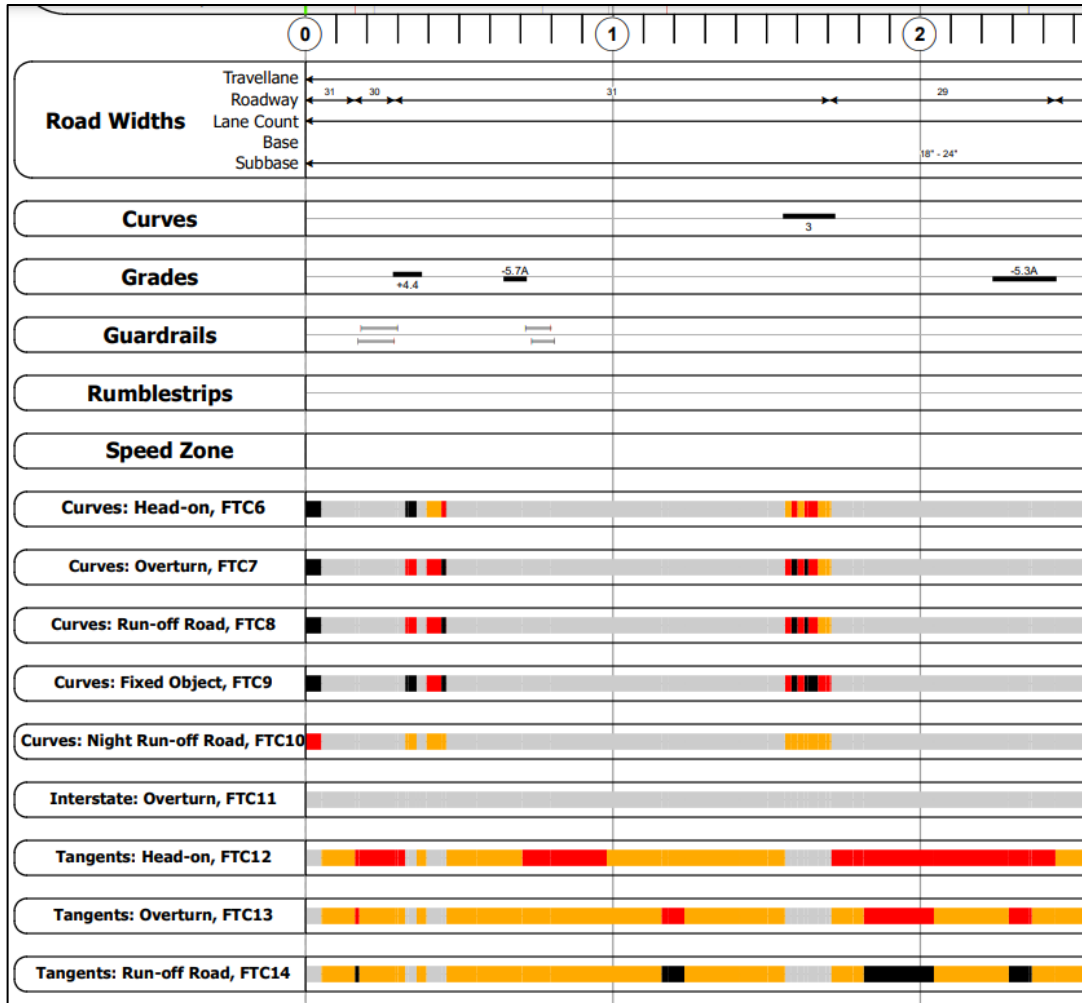 0 1 2
Travellane
31 30 31 29
Roadway
Road Widths
Lane Count
Base
18" - 24"
Subbase
Curves
3
Grades
+4.4 -5.7A -5.3A
Guardrails
Rumblestrips
Speed Zone
Curves: Head-on, FTC6
Curves: Overturn, FTC7
Curves: Run-off Road, FTC8
Curves: Fixed Object, FTC9
Curves: Night Run-off Road, FTC10
Interstate: Overturn, FTC11
Tangents: Head-on, FTC12
Tangents: Overturn, FTC13
Tangents: Run-off Road, FTC14